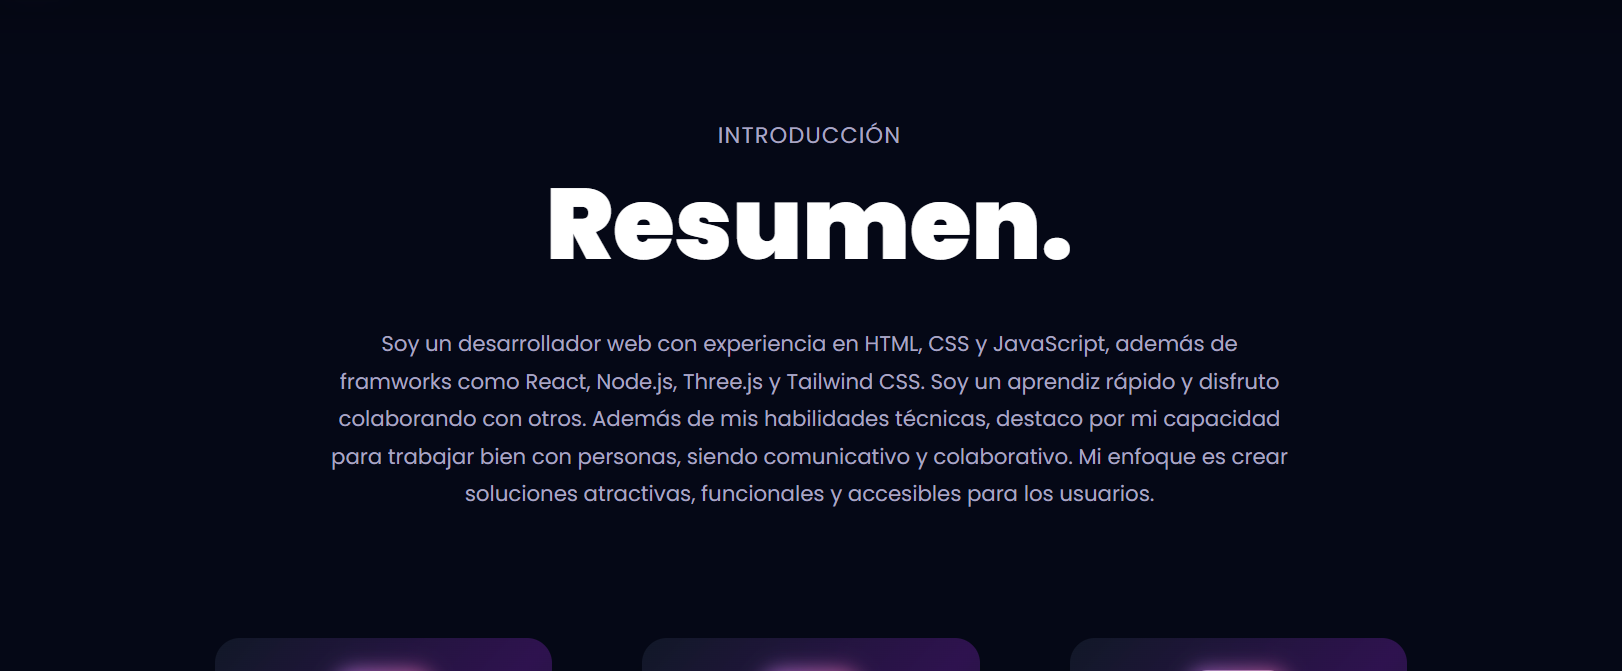 INTRODUCCIÓN
Resumen.
Soy un desarrollador web con experiencia en HTML, CSS y JavaScript, además de
framworks como React, Node.js, Three.js y Tailwind CSS. Soy un aprendiz rápido y disfruto
colaborando con otros. Además de mis habilidades técnicas, destaco por mi capacidad
para trabajar bien con personas, siendo comunicativo y colaborativo. Mi enfoque es crear
soluciones atractivas, funcionales y accesibles para los usuarios.